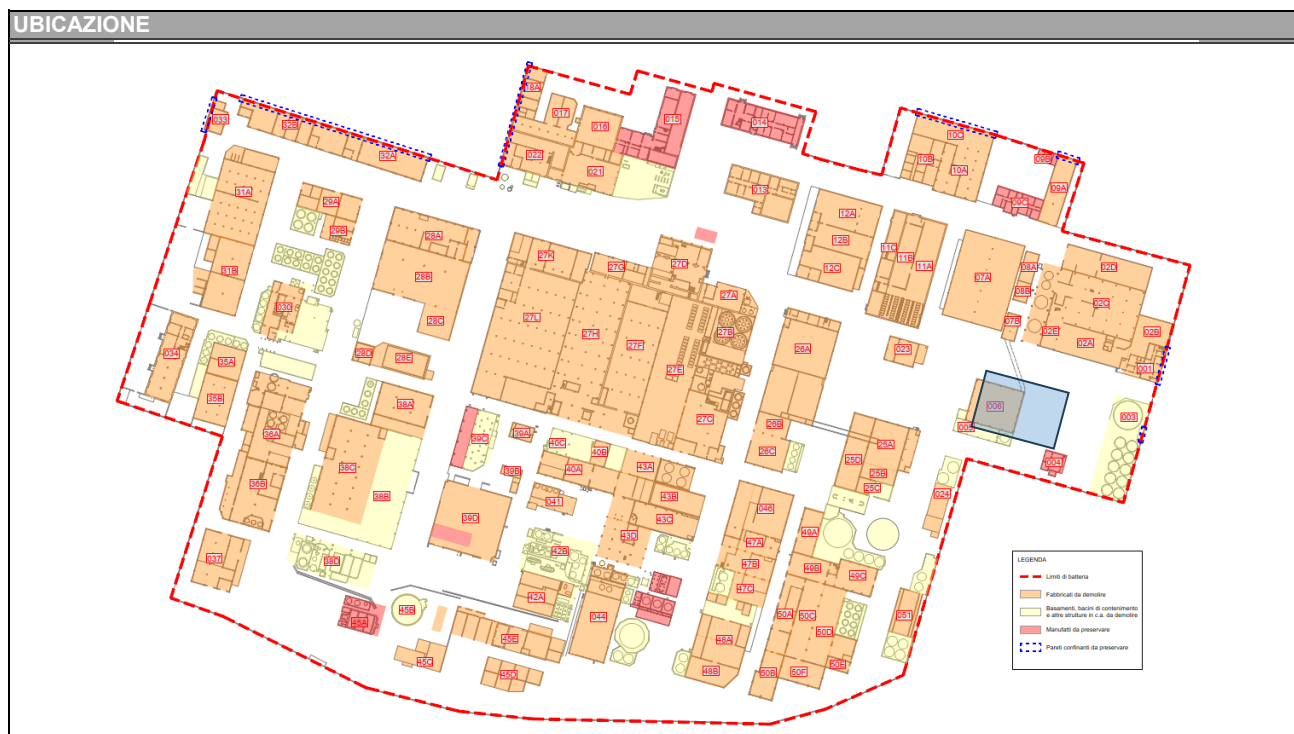 UBICAZIONE
18A
033
32B
017
016
015
014
10C
32A
022
021
10B
10A
09B
09A
013
31A
29A
09C
12A
29B
28A
12B
11C
11B
11A
27K
27G
27D
07A
08A
02D
31B
28B
12C
08B
02C
27A
030
27L
27H
27F
27B
07B
02E
02B
28C
02A
034
28D
28E
26A
023
35A
27E
001
35B
38A
006
003
39C
39A
27C
26B
005
36A
40C
40B
26C
25A
38C
40A
43A
25D
004
39B
25B
36B
38B
041
43B
25C
024
39D
43C
046
49A
43D
47A
037
38D
42B
47B
49B
49C
42A
47C
45B
44
45A
50A
50C
051
45E
48A
50D
45C
45D
48B
50B
50F
50E
LEGENDA
Limiti di batteria
Fabbricati da demolire
Basamenti, bacini di contenimento
e altre strutture in c.a. da demolire
Manufatti da preservare
Pareti confinanti da preservare